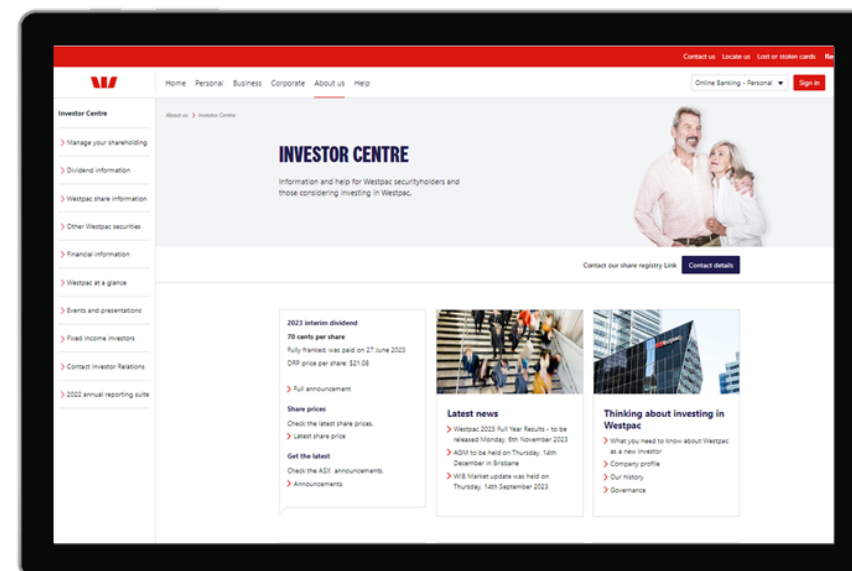 Contact us Locate us Lost or stolen cards
Home Personal Business Corporate About us Help
Online Banking - Personal
Sign in
Investor Centre
Manage your shareholding
Dividend information
Westpac share information
Other Westpac securities
Financial information
Westpac at a glance
Events and presentations
Fixed income investors
Contact Investor Relations
2022 annual reporting suite
About us Investor Centre
INVESTOR CENTRE
Information and help for Westpac securityholders and
those considering investing in Westpac.
Contact our share registry Link
Contact details
2023 interim dividend
70 cents per share
Fully franked, was paid on 27 June 2023
DRP price per share: $21.08
Full announcement
Share prices
Check the latest share prices.
Latest share price
Get the latest
Check the ASX announcements.
Announcements
Latest news
Westpac 2023 Full Year Results - to be
released Monday, 6th November 2023
AGM to be held on Thursday, 14th
December in Brisbane
WIB Market update was held on
Thursday, 14th September 2023
Thinking about investing in
Westpac
What you need to know about Westpac
as a new investor
Company profile
Our history
Governance